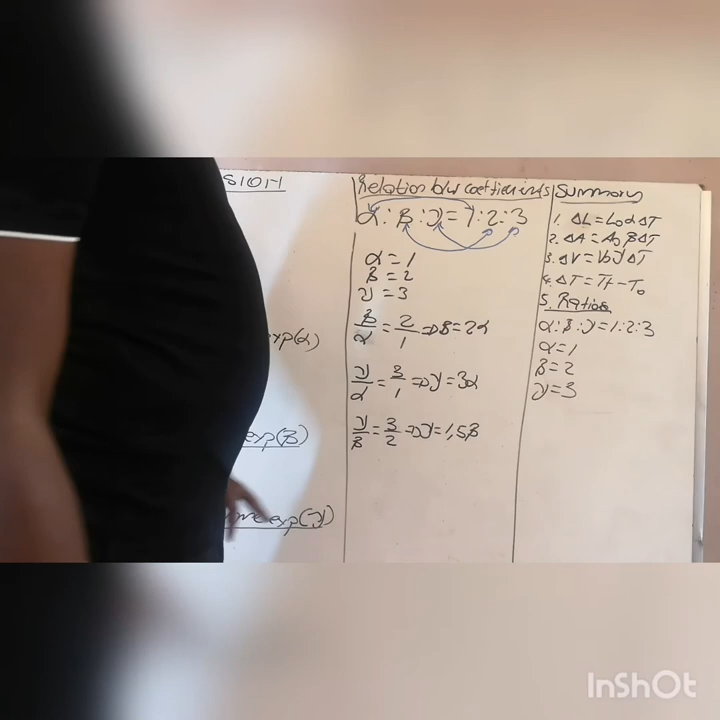 SION
exp(α)
exp(β)
exp(γ)
Relation b/w coefficients
α:β:γ=1:2:3
α=1
β=2
γ=3
β/α=2/1⇒β=2α
γ/α=3/1⇒γ=3α
γ/β=3/2⇒γ=1,5β
Summary
1. ΔL=L₀αΔT
2. ΔA=A₀βΔT
3. ΔV=V₀γΔT
4. ΔT=Tf-T₀
5. Ratios
α:β:γ=1:2:3
α=1
β=2
γ=3
InShOt